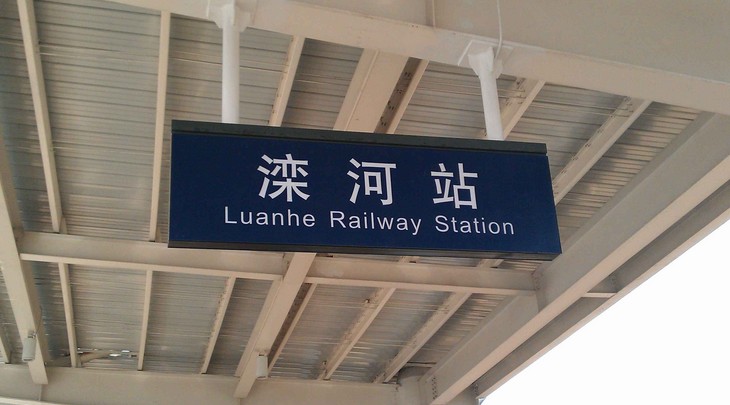 滦河站
Luanhe Railway Station